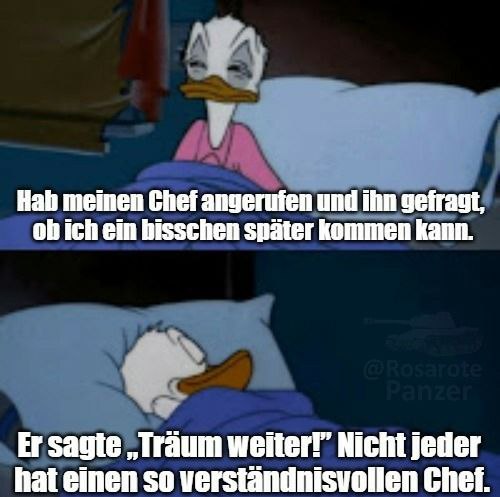 Hab meinen Chef angerufen und ihn gefragt,
ob ich ein bisschen später kommen kann.
@Rosarote
Panzer
Er sagte „Träum weiter!” Nicht jeder
hat einen so verständnisvollen Chef.